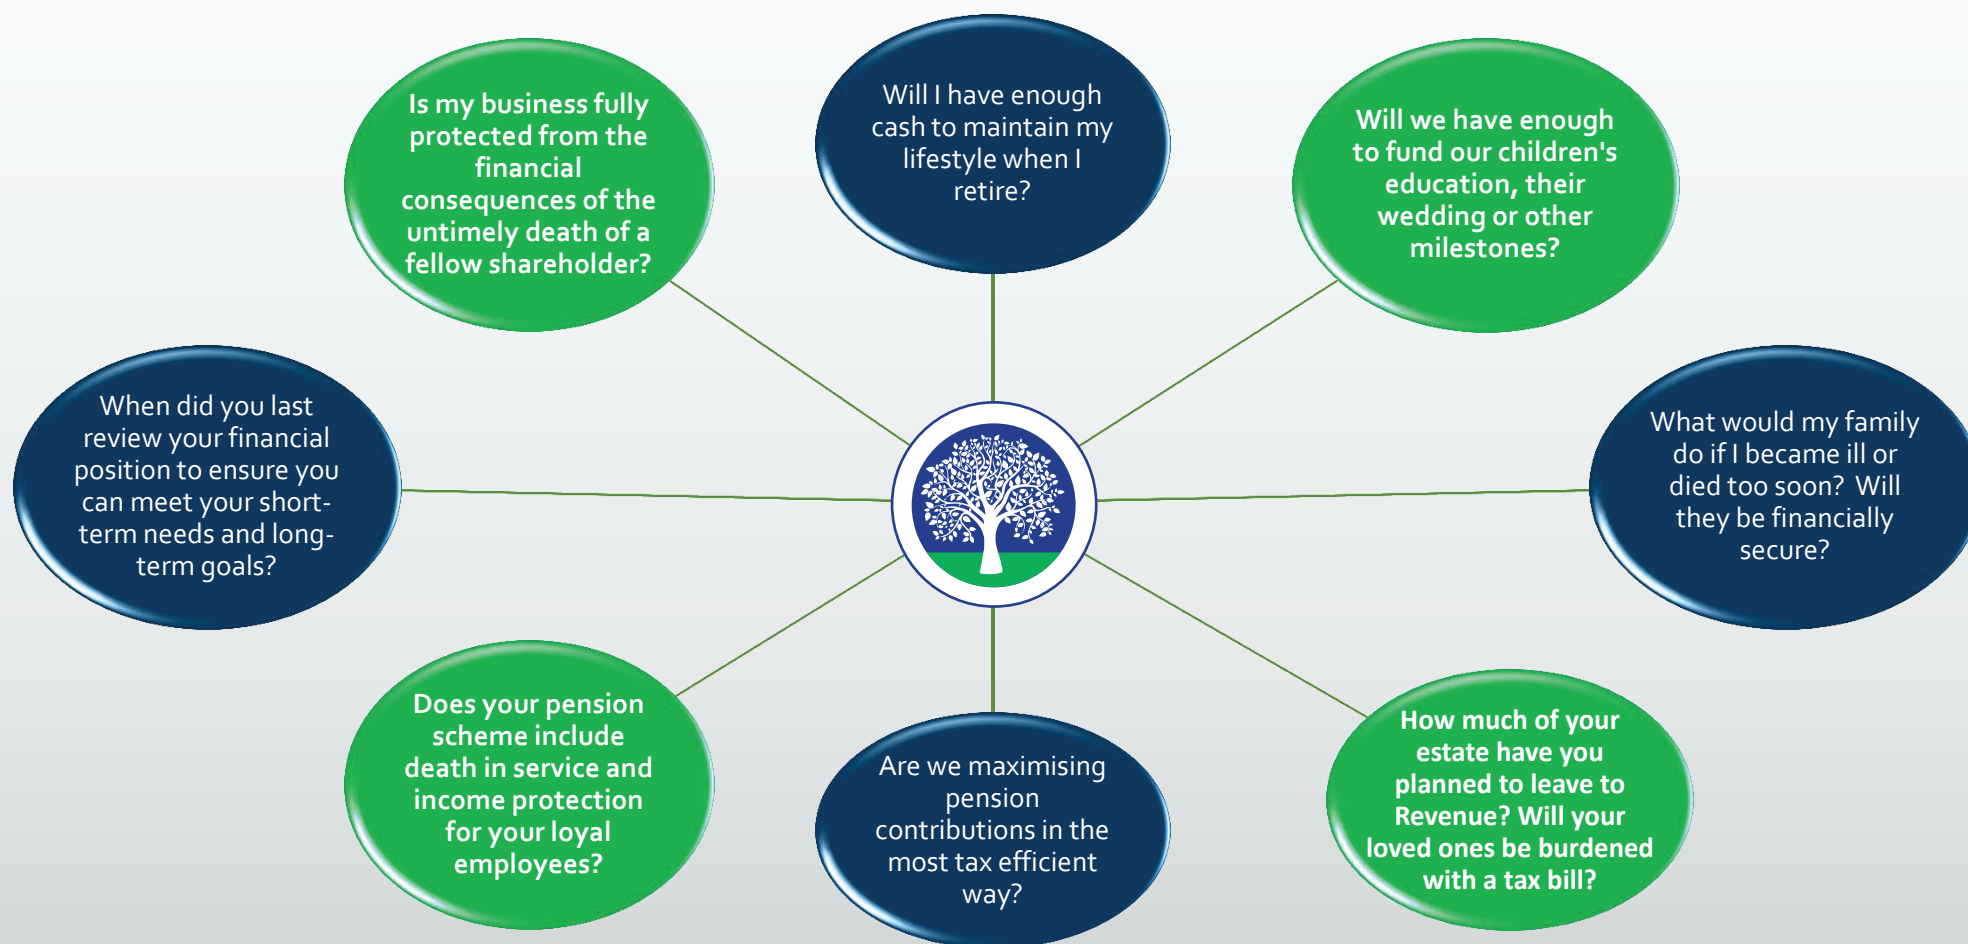 Is my business fully
protected from the
financial
consequences of the
untimely death of a
fellow shareholder?
Will I have enough
cash to maintain my
lifestyle when I
retire?
Will we have enough
to fund our children's
education, their
wedding or other
milestones?
When did you last
review your financial
position to ensure you
can meet your short-
term needs and long-
term goals?
What would my family
do if I became ill or
died too soon?  Will
they be financially
secure?
Does your pension
scheme include
death in service and
income protection
for your loyal
employees?
Are we maximising
pension
contributions in the
most tax efficient
way?
How much of your
estate have you
planned to leave to
Revenue? Will your
loved ones be burdened
with a tax bill?